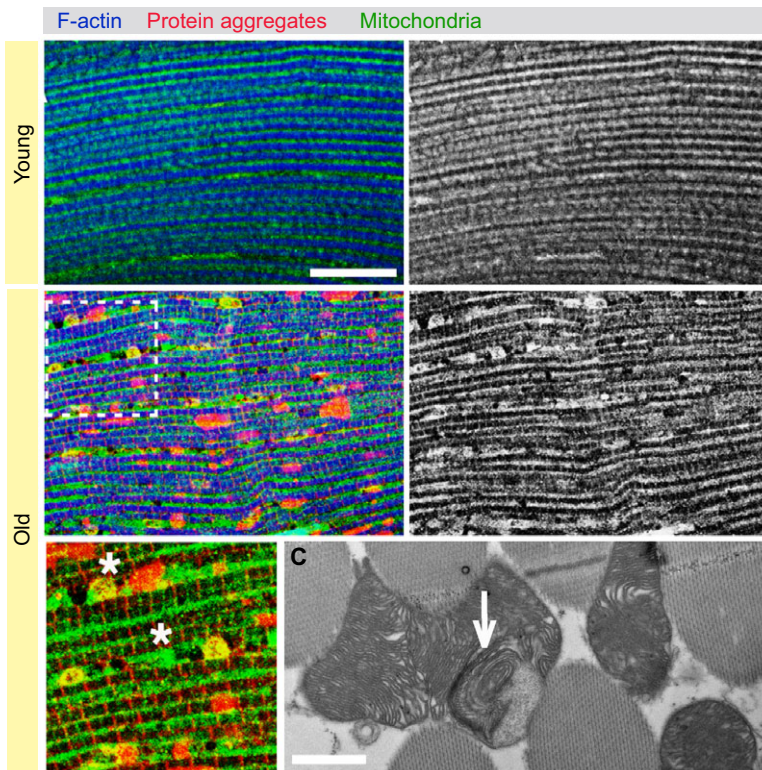 F-actin Protein aggregates Mitochondria
Young
Old
*
*
C